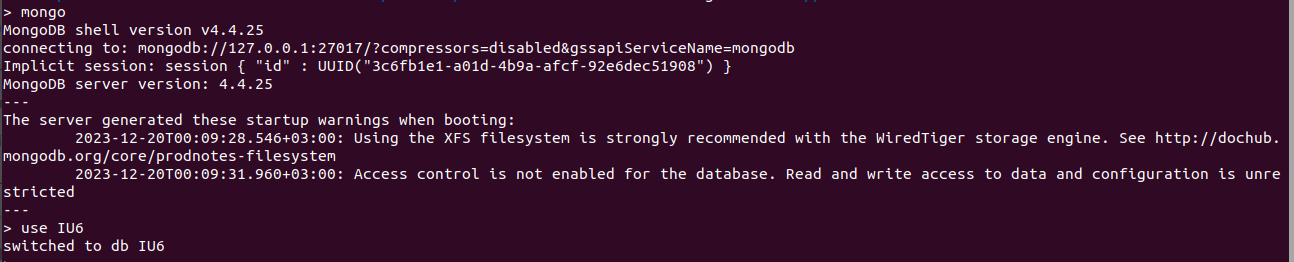 > mongo
MongoDB shell version v4.4.25
connecting to: mongodb://127.0.0.1:27017/?compressors=disabled&gssapiServiceName=mongodb
Implicit session: session { "id" : UUID("3c6fb1e1-a01d-4b9a-afcf-92e6dec51908") }
MongoDB server version: 4.4.25
---
The server generated these startup warnings when booting:
        2023-12-20T00:09:28.546+03:00: Using the XFS filesystem is strongly recommended with the WiredTiger storage engine. See http://dochub.
mongodb.org/core/prodnotes-filesystem
        2023-12-20T00:09:31.960+03:00: Access control is not enabled for the database. Read and write access to data and configuration is unre
stricted
---
> use IU6
switched to db IU6